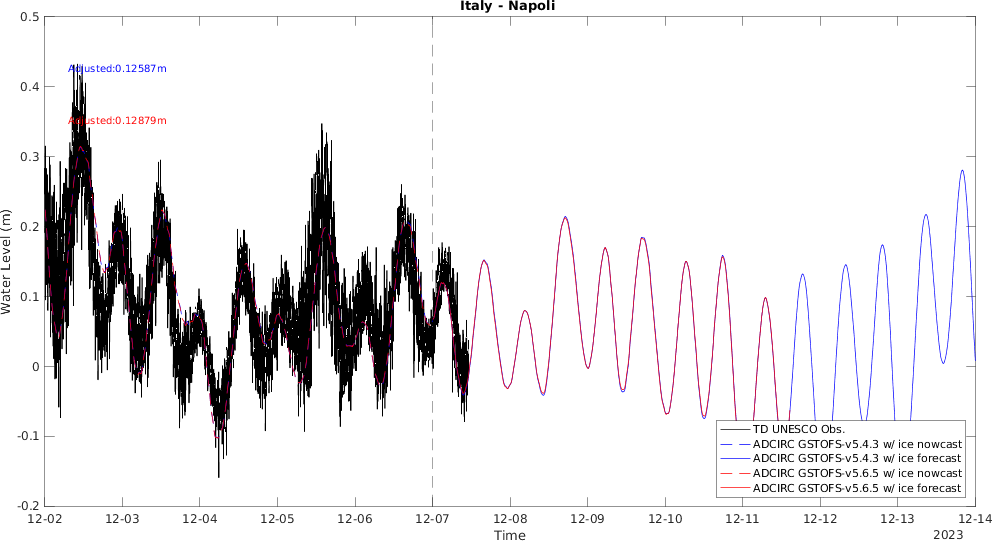 Italy - Napoli
0.5
0.4
0.3
0.2
0.1
0
-0.1
-0.2
Water Level (m)
Adjusted:0.12587m
Adjusted:0.12879m
TD UNESCO Obs.
ADCIRC GSTOFS-v5.4.3 w/ ice nowcast
ADCIRC GSTOFS-v5.4.3 w/ ice forecast
ADCIRC GSTOFS-v5.6.5 w/ ice nowcast
ADCIRC GSTOFS-v5.6.5 w/ ice forecast
12-02 12-03 12-04 12-05 12-06 12-07 12-08 12-09 12-10 12-11 12-12 12-13 12-14
Time
2023